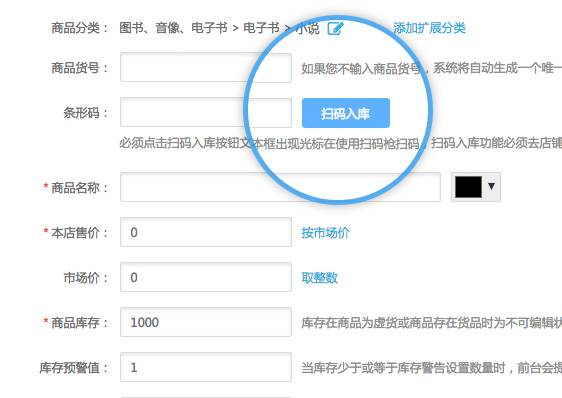 商品分类： 图书、音像、电子书 > 电子书 > 小说 添加扩展分类
商品货号： 如果您不输入商品货号，系统将自动生成一个唯一
条形码： 扫码入库
必须点击扫码入库按钮文本框出现光标在使用扫码枪扫码，扫码入库功能必须去店铺
* 商品名称：
* 本店售价： 0 按市场价
市场价： 0 取整数
* 商品库存： 1000 库存在商品为虚货或商品存在货品时为不可编辑状
库存预警值： 1 当库存少于或等于库存警告设置数量时，前台会提